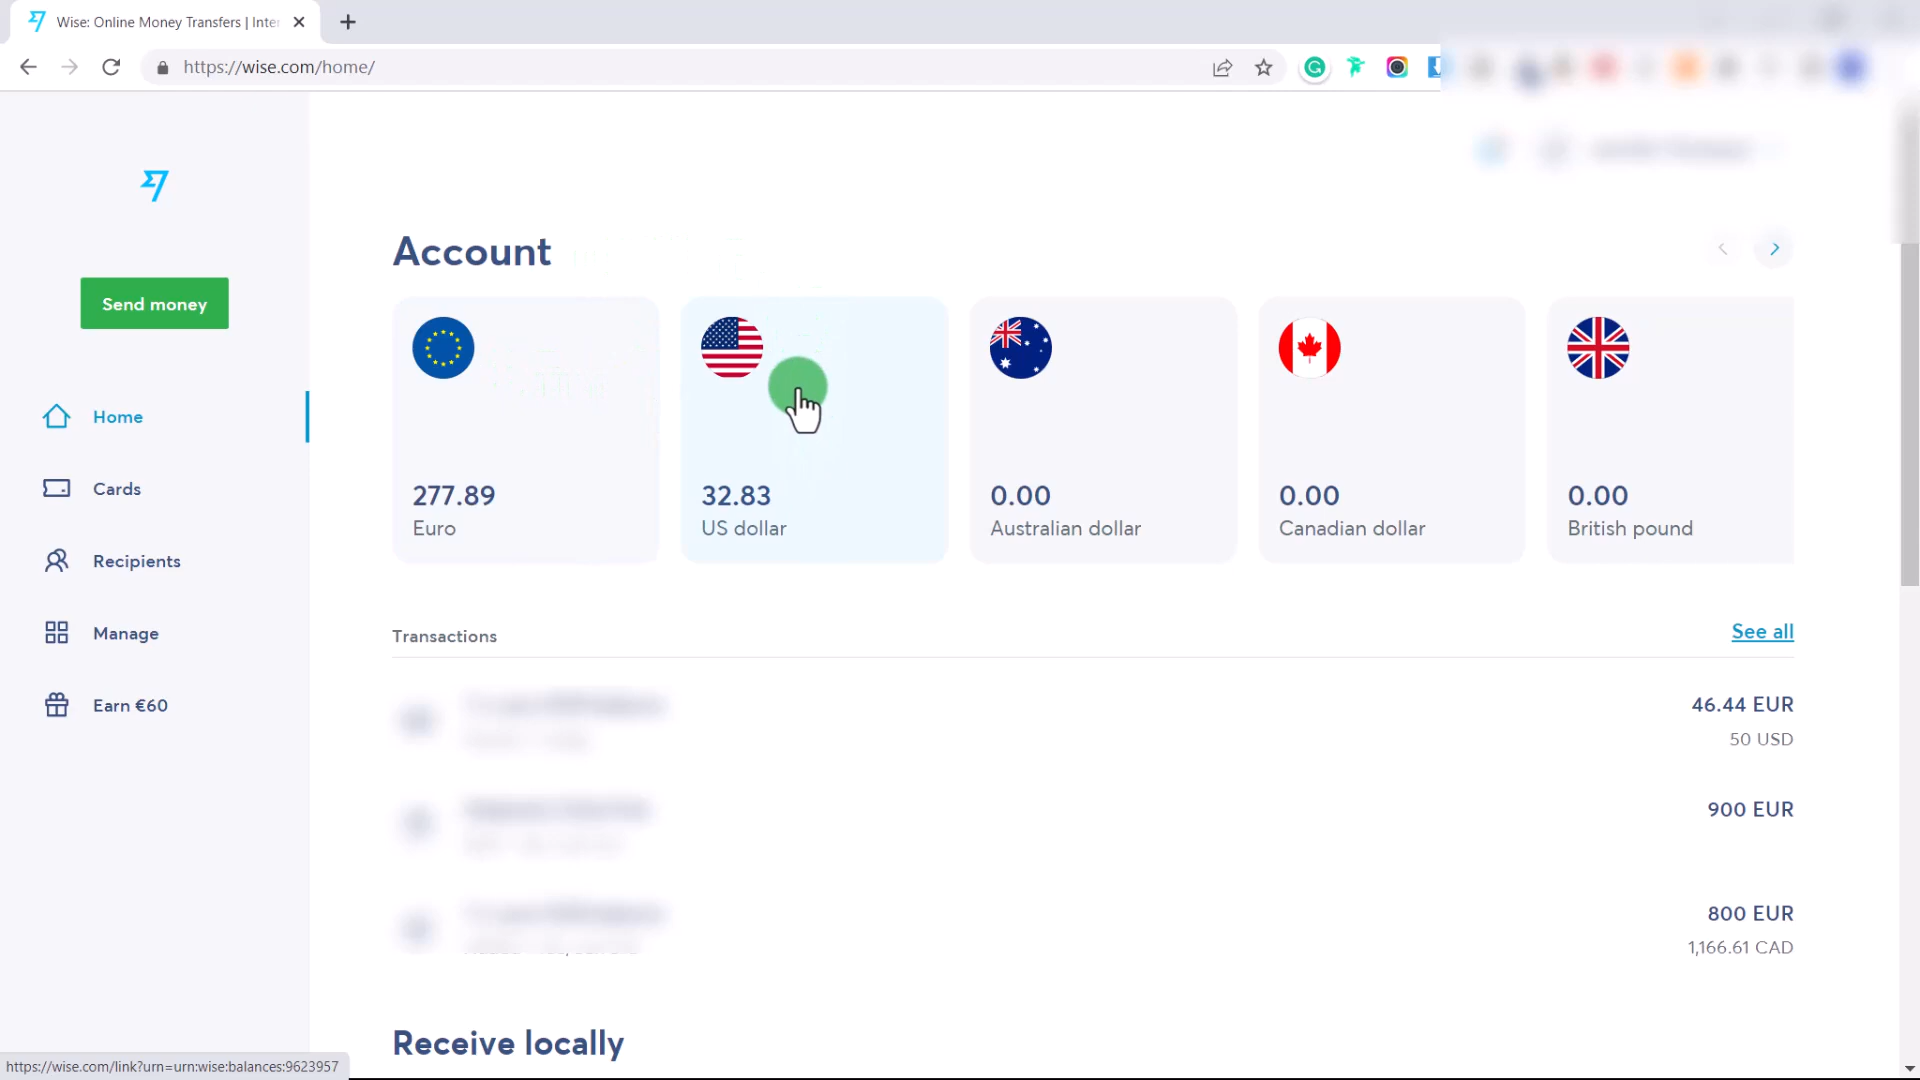 Wise: Online Money Transfers | Inter
https://wise.com/home/
Account
Send money
Home
Cards
Recipients
Manage
Earn €60
277.89
Euro
32.83
US dollar
0.00
Australian dollar
0.00
Canadian dollar
0.00
British pound
Transactions
See all
46.44 EUR
50 USD
900 EUR
800 EUR
1,166.61 CAD
Receive locally
https://wise.com/link?urn=urn:wise:balances:9623957